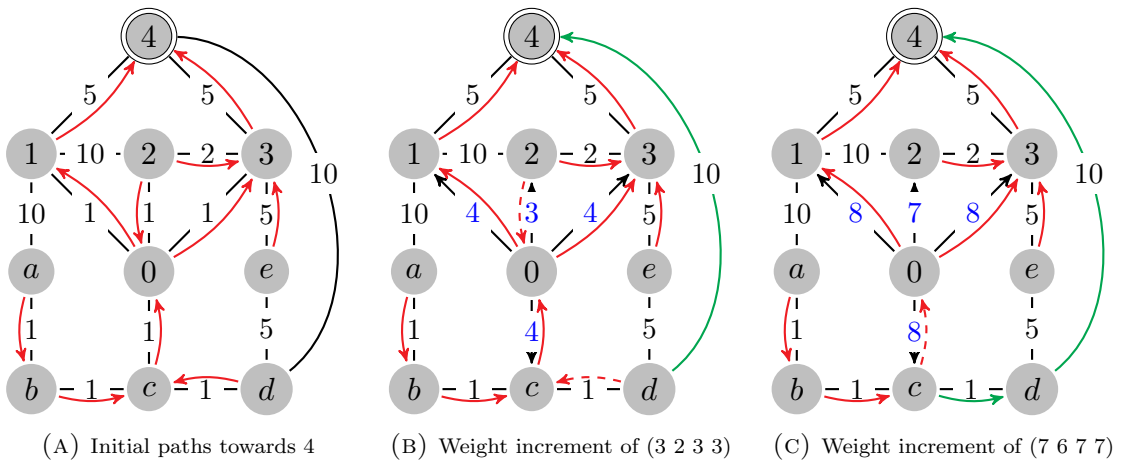 4 4 4
5 5 5 5 5 5
1 10 2 2 3 10 1 10 2 2 3 10 1 10 2 2 3 10
10 1 1 1 5 10 4 3 4 5 10 8 7 8 5
a 0 e a 0 e a 0 e
1 1 5 1 4 5 1 8 5
b 1 c 1 d b 1 c 1 d b 1 c 1 d
(A) Initial paths towards 4 (B) Weight increment of (3 2 3 3) (C) Weight increment of (7 6 7 7)